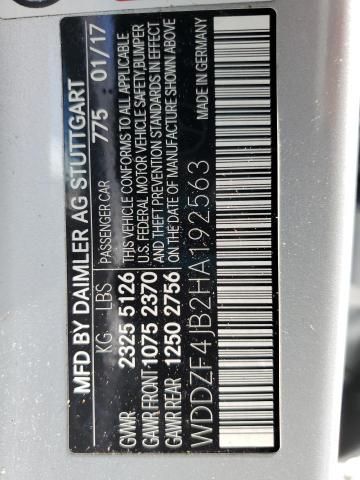 MFD BY DAIMLER AG STUTTGART
PASSENGER CAR 775 01/17
KG LBS
GVWR 2325 5126
GAWR FRONT 1075 2370
GAWR REAR 1250 2756
THIS VEHICLE CONFORMS TO ALL APPLICABLE
U.S. FEDERAL MOTOR VEHICLE SAFETY, BUMPER
AND THEFT PREVENTION STANDARDS IN EFFECT
ON THE DATE OF MANUFACTURE SHOWN ABOVE
WDDZF4JB2HA192563
MADE IN GERMANY